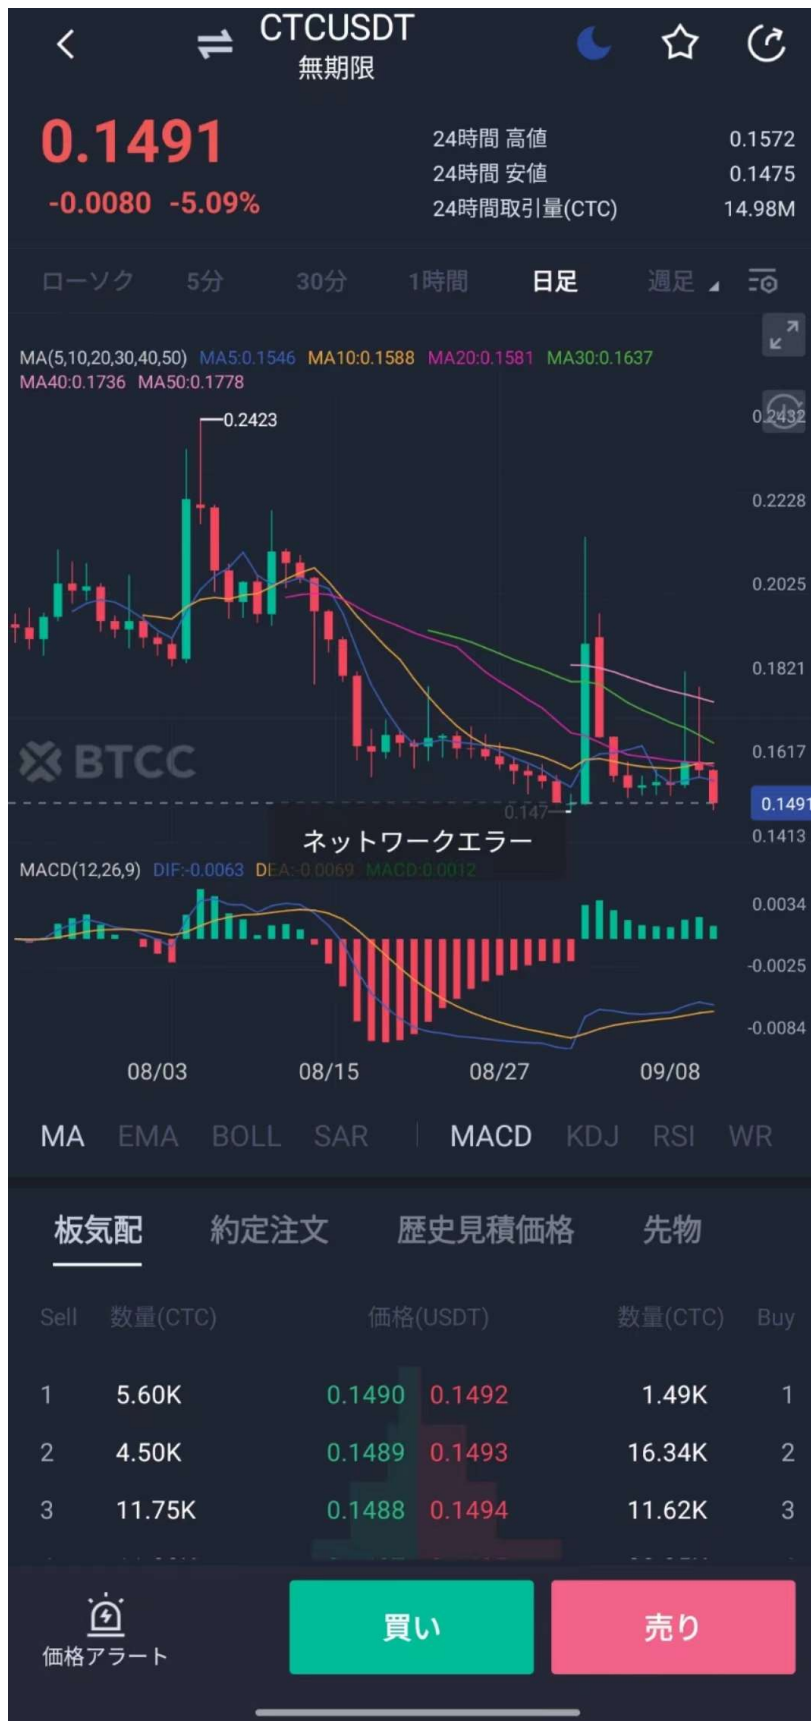 CTCUSDT
無期限
0.1491
-0.0080 -5.09%
24時間 高値 0.1572
24時間 安値 0.1475
24時間取引量(CTC) 14.98M
ローソク 5分 30分 1時間 日足 週足
MA(5,10,20,30,40,50) MA5:0.1546 MA10:0.1588 MA20:0.1581 MA30:0.1637
MA40:0.1736 MA50:0.1778
0.2423
0.2432
0.2228
0.2025
0.1821
0.1617
BTCC
0.1491
0.147
0.1413
ネットワークエラー
MACD(12,26,9) DIF:-0.0063 DEA:-0.0069 MACD:0.0012
0.0034
-0.0025
-0.0084
08/03 08/15 08/27 09/08
MA EMA BOLL SAR MACD KDJ RSI WR
板気配 約定注文 歴史見積価格 先物
Sell 数量(CTC) 価格(USDT) 数量(CTC) Buy
1 5.60K 0.1490 0.1492 1.49K 1
2 4.50K 0.1489 0.1493 16.34K 2
3 11.75K 0.1488 0.1494 11.62K 3
価格アラート
買い
売り